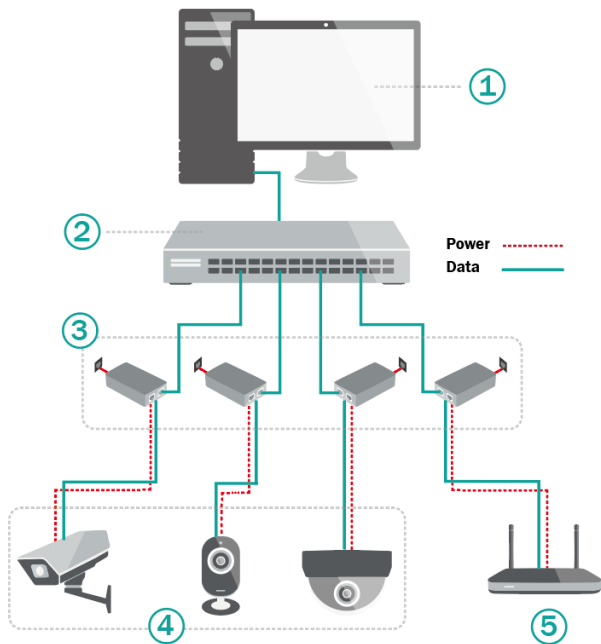 ①
②
Power
Data
③
④
⑤